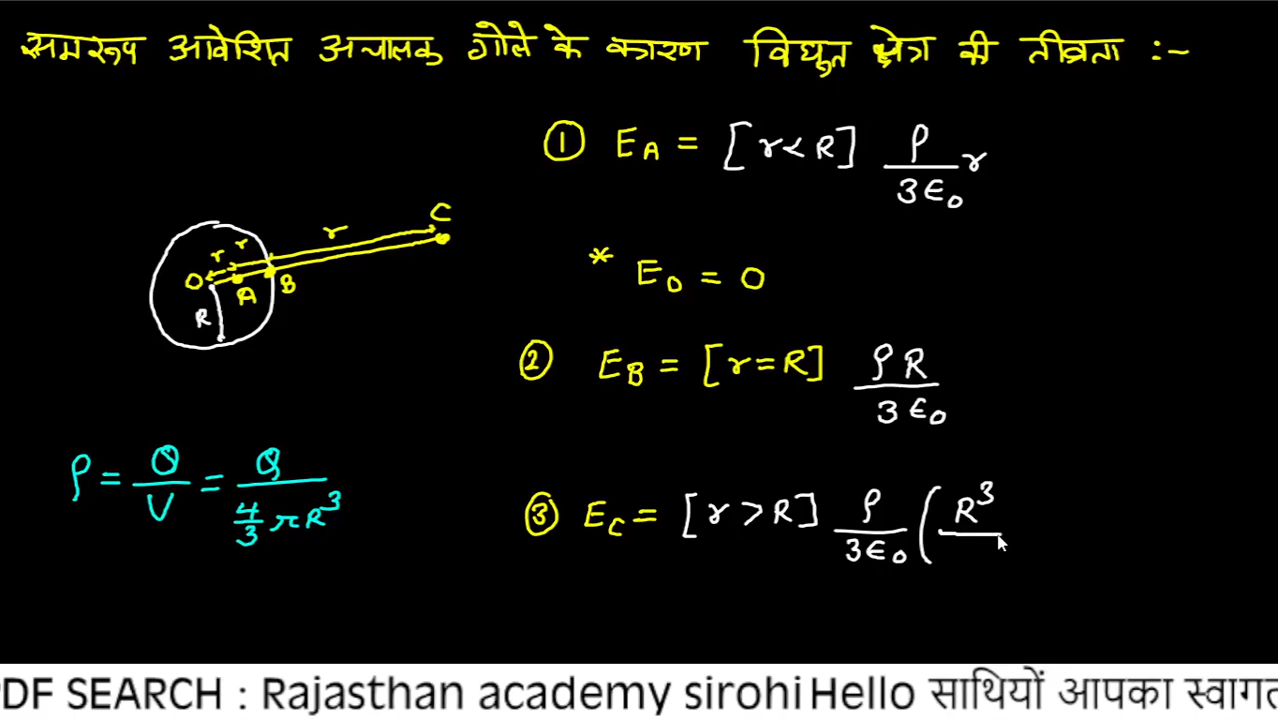 समरूप आवेशित अचालक गोले के कारण विद्युत क्षेत्र की तीव्रता :-
① E_A = [r < R] ρ/3ε₀ r
* E_O = 0
② E_B = [r = R] ρR/3ε₀
③ E_C = [r > R] ρ/3ε₀ (R³
C
r
r r
O A B
R
ρ = Q/V = Q/(4/3 πR³)
PDF SEARCH : Rajasthan academy sirohi Hello साथियों आपका स्वागत